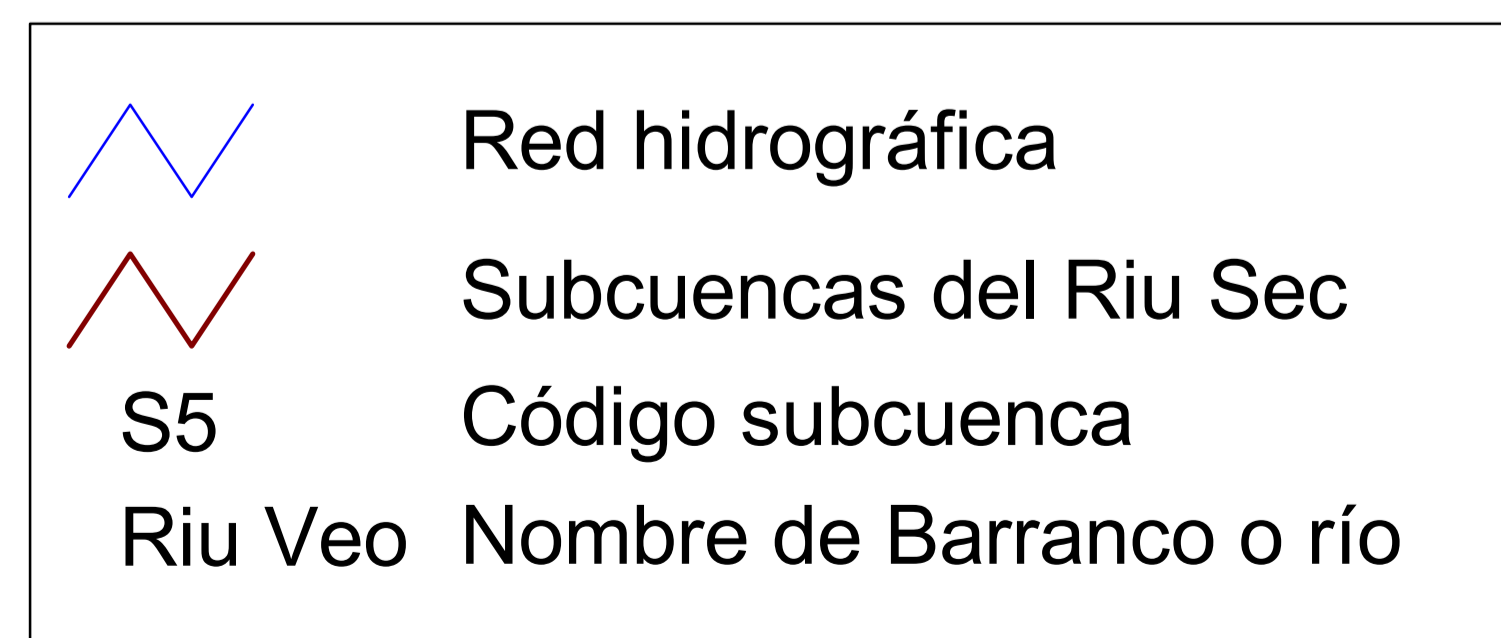 Red hidrográfica
Subcuencas del Riu Sec
S5 Código subcuenca
Riu Veo Nombre de Barranco o río